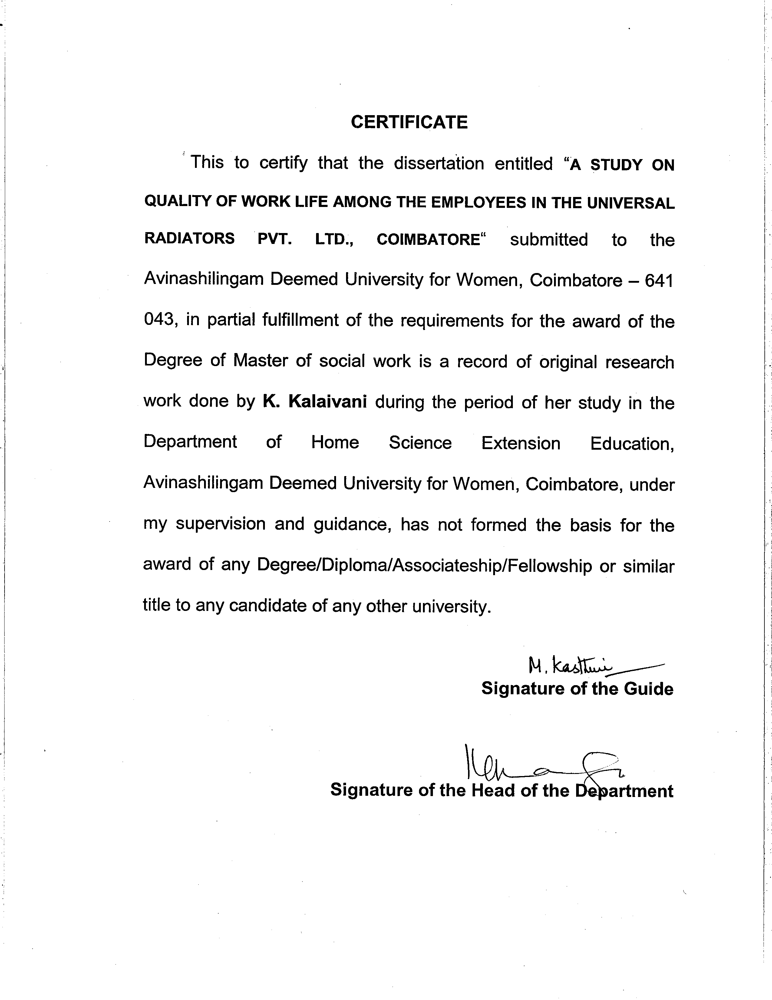 CERTIFICATE
This to certify that the dissertation entitled “A STUDY ON
QUALITY OF WORK LIFE AMONG THE EMPLOYEES IN THE UNIVERSAL
RADIATORS PVT. LTD., COIMBATORE“ submitted to the
Avinashilingam Deemed University for Women, Coimbatore – 641
043, in partial fulfillment of the requirements for the award of the
Degree of Master of social work is a record of original research
work done by K. Kalaivani during the period of her study in the
Department of Home Science Extension Education,
Avinashilingam Deemed University for Women, Coimbatore, under
my supervision and guidance, has not formed the basis for the
award of any Degree/Diploma/Associateship/Fellowship or similar
title to any candidate of any other university.
M. Kasthuri
Signature of the Guide
Signature of the Head of the Department